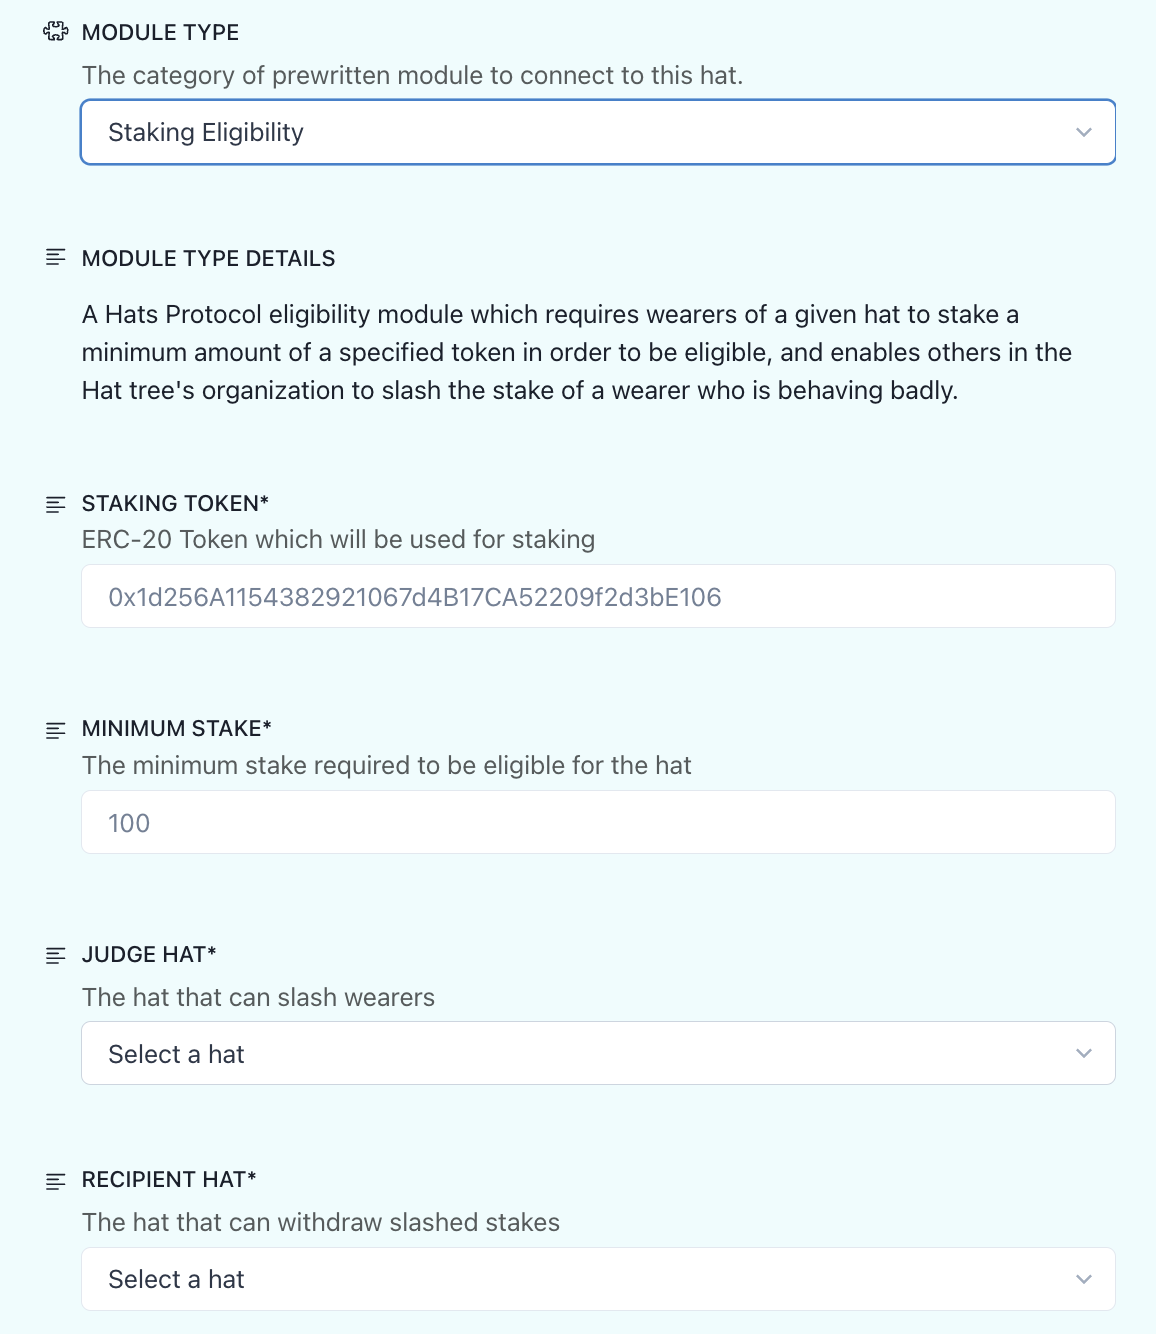 MODULE TYPE
The category of prewritten module to connect to this hat.
Staking Eligibility
MODULE TYPE DETAILS
A Hats Protocol eligibility module which requires wearers of a given hat to stake a
minimum amount of a specified token in order to be eligible, and enables others in the
Hat tree's organization to slash the stake of a wearer who is behaving badly.
STAKING TOKEN*
ERC-20 Token which will be used for staking
0x1d256A1154382921067d4B17CA52209f2d3bE106
MINIMUM STAKE*
The minimum stake required to be eligible for the hat
100
JUDGE HAT*
The hat that can slash wearers
Select a hat
RECIPIENT HAT*
The hat that can withdraw slashed stakes
Select a hat